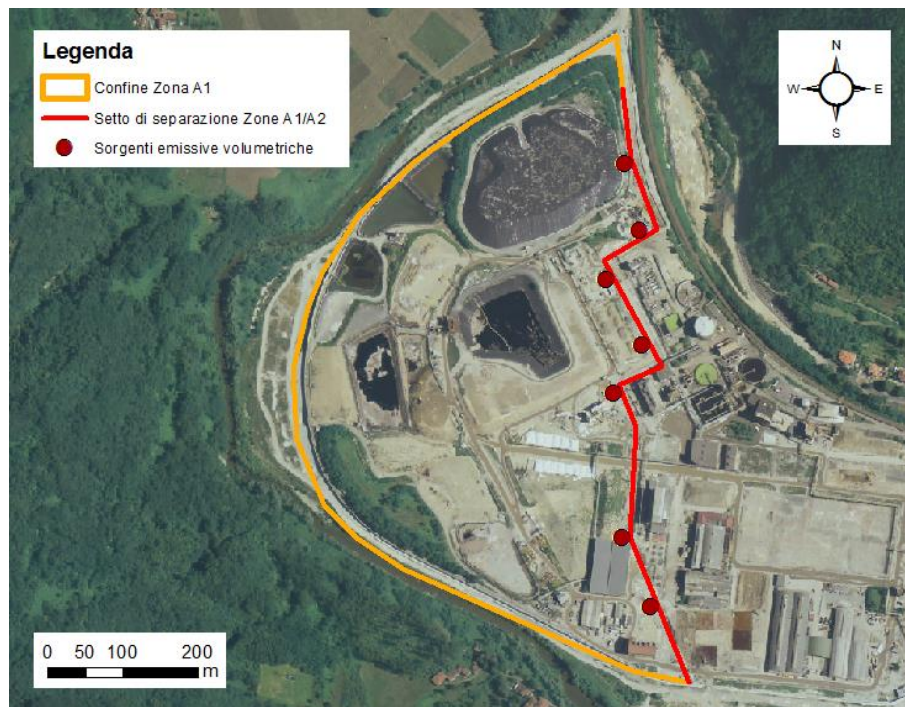 Legenda
Confine Zona A1
Setto di separazione Zone A1/A2
Sorgenti emissive volumetriche
N
W E
S
0 50 100 200
m